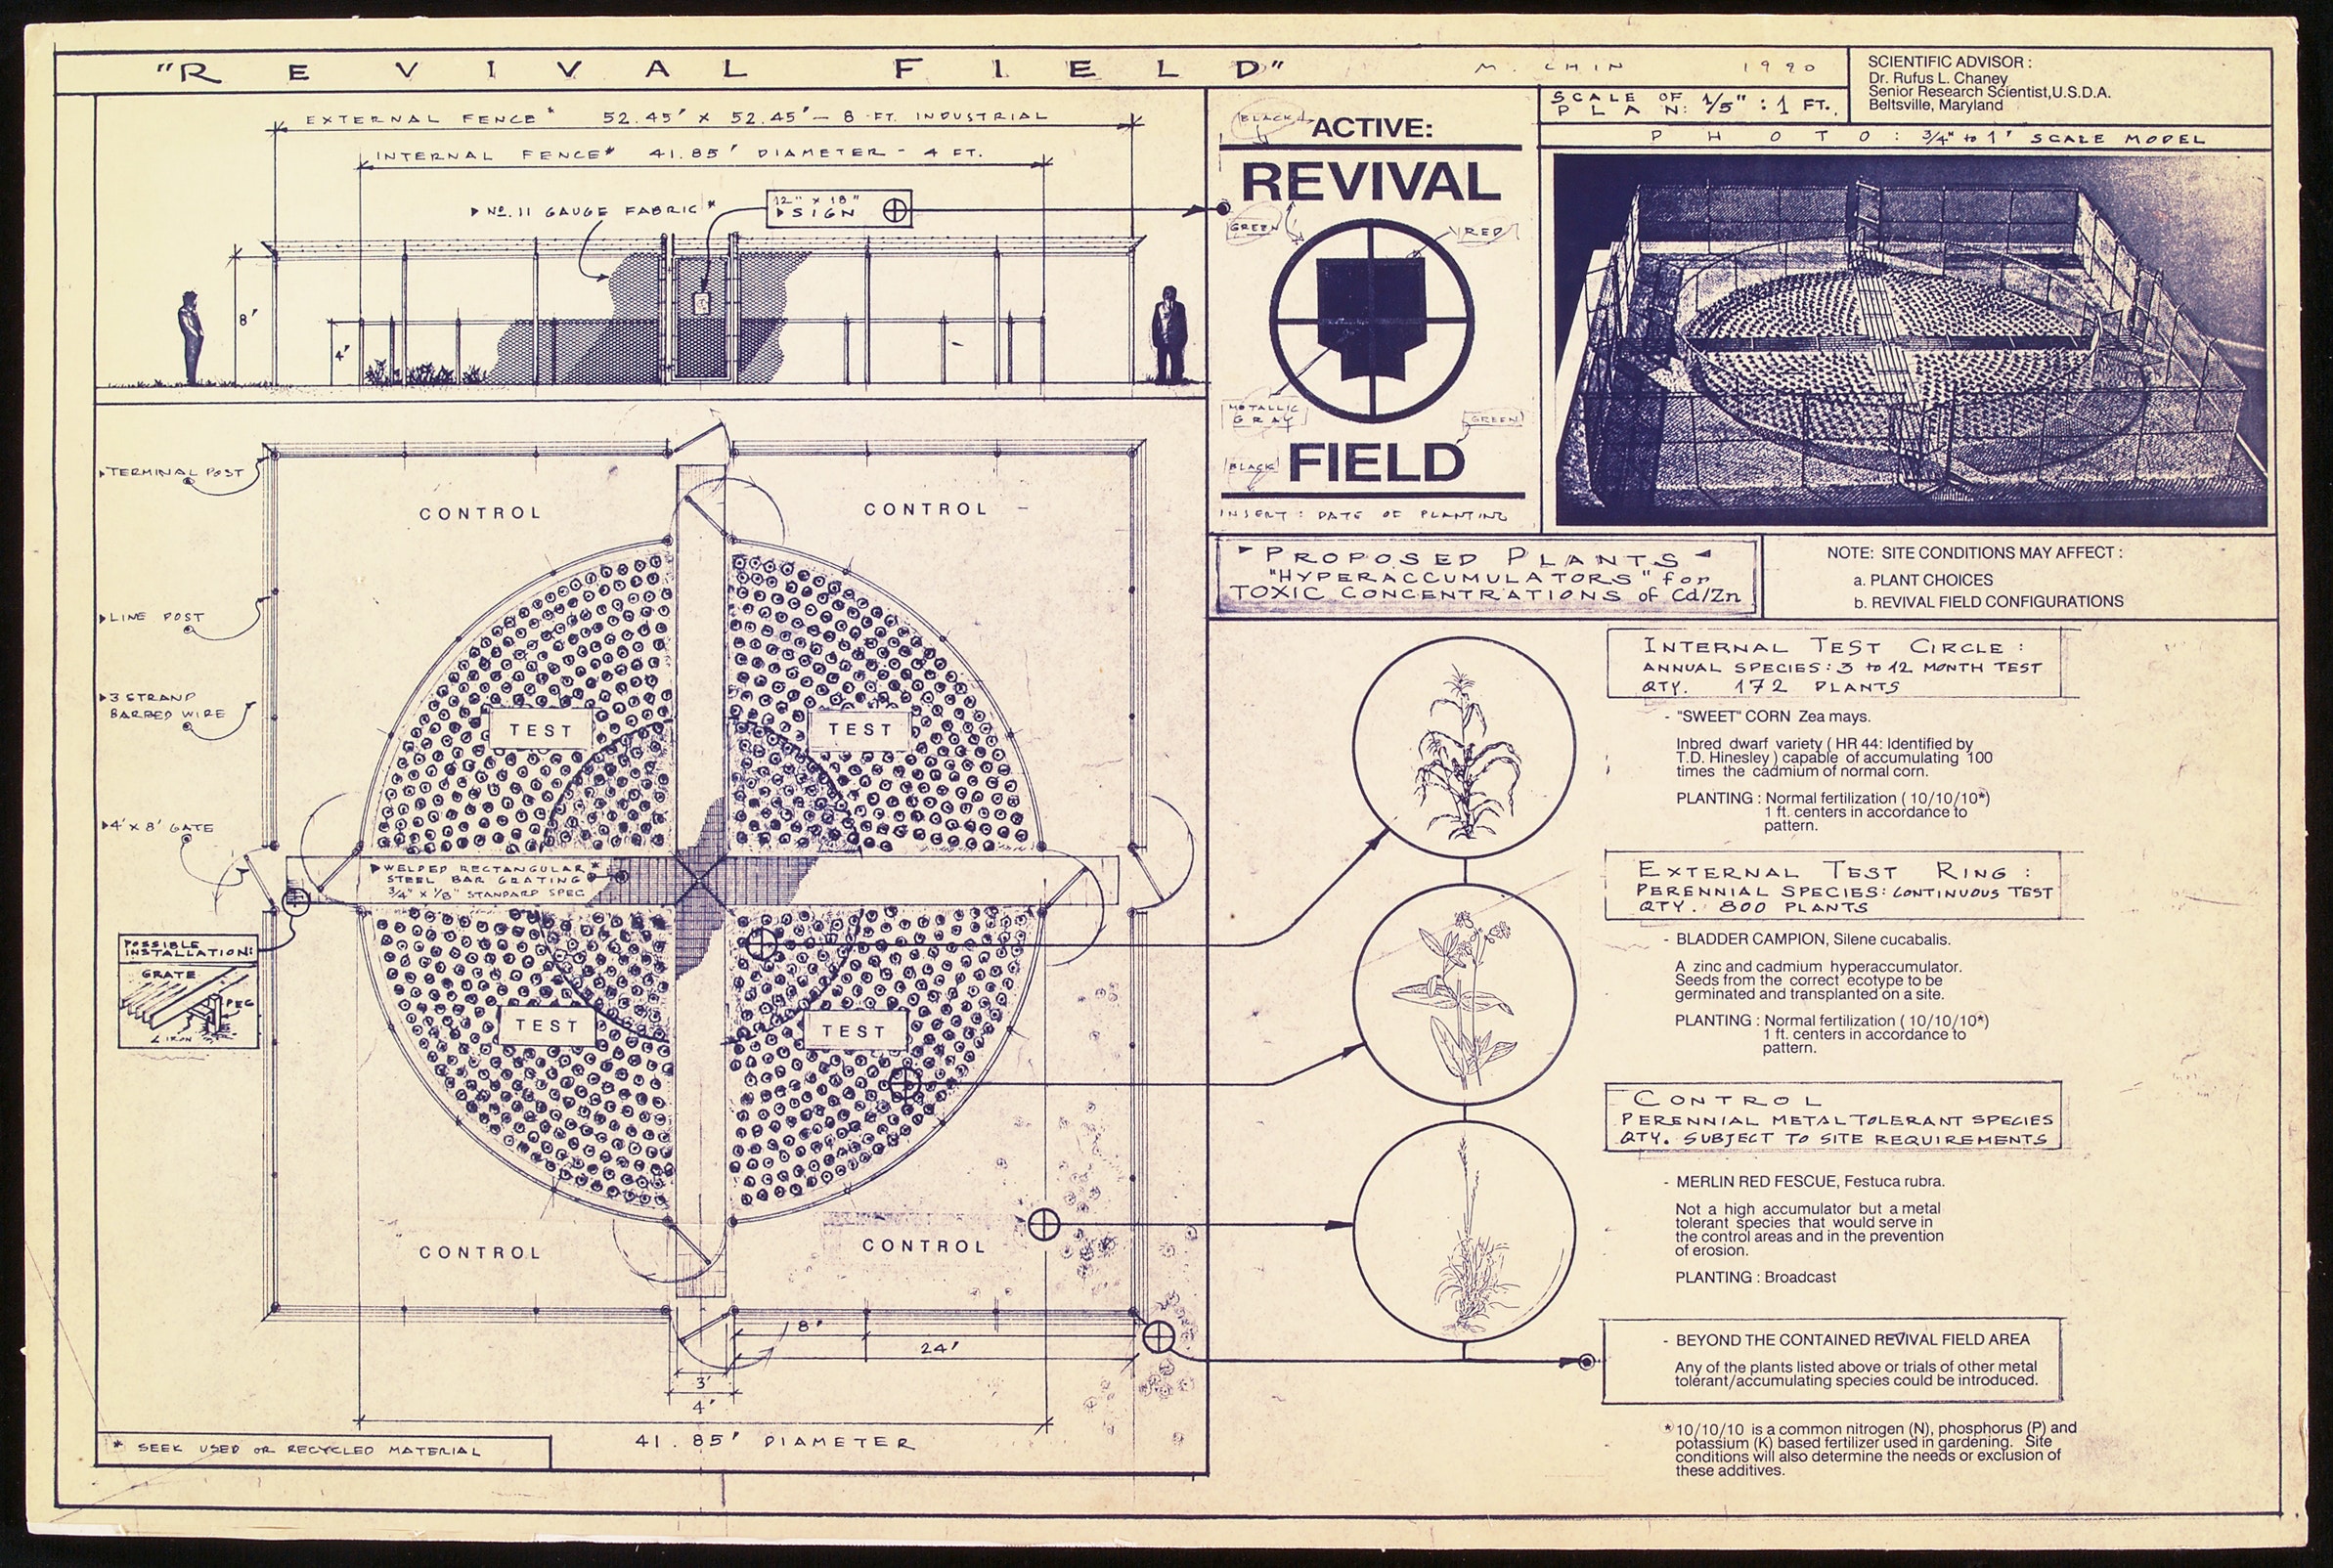 "REVIVAL FIELD"
M. CHIN 1990
SCIENTIFIC ADVISOR :
Dr. Rufus L. Chaney
Senior Research Scientist,U.S.D.A.
Beltsville, Maryland
SCALE OF
PLAN: 1/5" : 1 FT.
PHOTO: 3/4" to 1' SCALE MODEL
EXTERNAL FENCE* 52.45' x 52.45' – 8 FT. INDUSTRIAL
INTERNAL FENCE* 41.85' DIAMETER - 4 FT.
No. 11 GAUGE FABRIC*
12" x 18"
SIGN
8'
4'
BLACK
ACTIVE:
REVIVAL
GREEN
RED
METALLIC
GRAY
GREEN
BLACK
FIELD
INSERT : DATE OF PLANTING
TERMINAL POST
LINE POST
3 STRAND
BARBED WIRE
4' x 8' GATE
CONTROL
CONTROL
TEST
TEST
WELDED RECTANGULAR*
STEEL BAR GRATING
3/4" x 1/8" STANDARD SPEC
POSSIBLE
INSTALLATION:
GRATE
PEG
L IRON
TEST
TEST
CONTROL
CONTROL
8'
24'
3'
4'
41.85' DIAMETER
* SEEK USED OR RECYCLED MATERIAL
PROPOSED PLANTS
"HYPERACCUMULATORS" for
TOXIC CONCENTRATIONS of Cd/Zn
NOTE: SITE CONDITIONS MAY AFFECT :
a. PLANT CHOICES
b. REVIVAL FIELD CONFIGURATIONS
INTERNAL TEST CIRCLE :
ANNUAL SPECIES: 3 to 12 MONTH TEST
QTY. 172 PLANTS
- "SWEET" CORN Zea mays.
Inbred dwarf variety ( HR 44: Identified by
T.D. Hinesley ) capable of accumulating 100
times the cadmium of normal corn.
PLANTING : Normal fertilization ( 10/10/10*)
1 ft. centers in accordance to
pattern.
EXTERNAL TEST RING :
PERENNIAL SPECIES: CONTINUOUS TEST
QTY. 800 PLANTS
- BLADDER CAMPION, Silene cucabalis.
A zinc and cadmium hyperaccumulator.
Seeds from the correct ecotype to be
germinated and transplanted on a site.
PLANTING : Normal fertilization ( 10/10/10*)
1 ft. centers in accordance to
pattern.
CONTROL
PERENNIAL METAL TOLERANT SPECIES
QTY. SUBJECT TO SITE REQUIREMENTS
- MERLIN RED FESCUE, Festuca rubra.
Not a high accumulator but a metal
tolerant species that would serve in
the control areas and in the prevention
of erosion.
PLANTING : Broadcast
- BEYOND THE CONTAINED REVIVAL FIELD AREA
Any of the plants listed above or trials of other metal
tolerant/accumulating species could be introduced.
*10/10/10 is a common nitrogen (N), phosphorus (P) and
potassium (K) based fertilizer used in gardening. Site
conditions will also determine the needs or exclusion of
these additives.